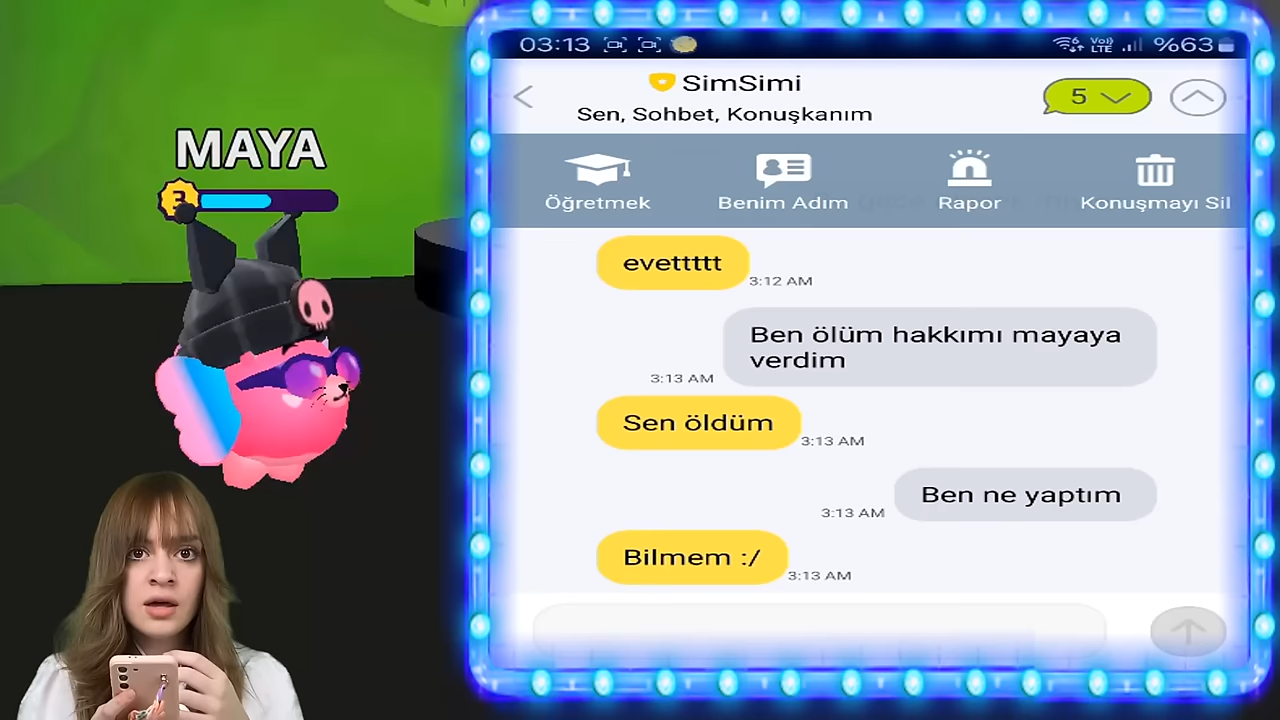 MAYA
3
03:13
Vo))
LTE
%63
SimSimi
Sen, Sohbet, Konuşkanım
5
Öğretmek
Benim Adım
Rapor
Konuşmayı Sil
evettttt
3:12 AM
Ben ölüm hakkımı mayaya
verdim
3:13 AM
Sen öldüm
3:13 AM
Ben ne yaptım
3:13 AM
Bilmem :/
3:13 AM